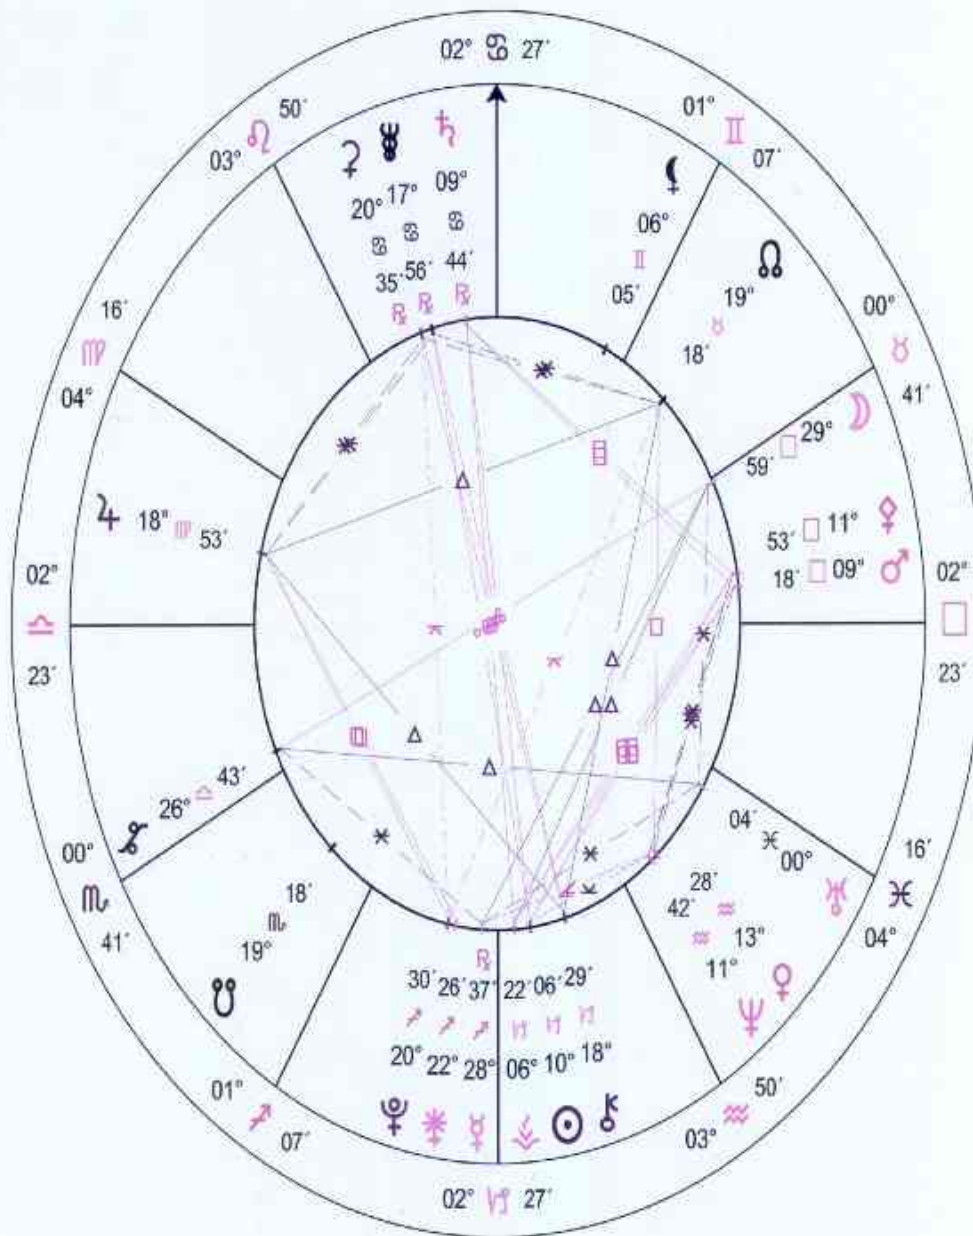 02° ♋ 27´
03° ♌ 50´
01° ♊ 07´
⚳ ♄
20° 17° 09°
♋ ♋ ♋
35´ 56´ 44´
℞ ℞ ℞
⚸
06°
♊
05´
☊
19°
♉
18´
04° ♍ 16´
00° ♉ 41´
59´ □ 29° ☽
♃ 18° ♍ 53´
53´ □ 11° ⚴
18´ □ 09° ♂
02° ♎ 23´
02° □ 23´
26° ♎ 43´
00° ♏ 41´
04´ ♓ 00° ♅
04° ♓ 16´
28´ ♒ 13° ♀
42´ ♒ 11° ♆
18´
♏
19°
☋
℞
30´ 26´ 37´ 22´ 06´ 29´
♐ ♐ ♐ ♑ ♑ ♑
20° 22° 28° 06° 10° 18°
♇ ⚵ ☿ ⚶ ☉ ⚷
01° ♐ 07´
03° ♒ 50´
02° ♑ 27´